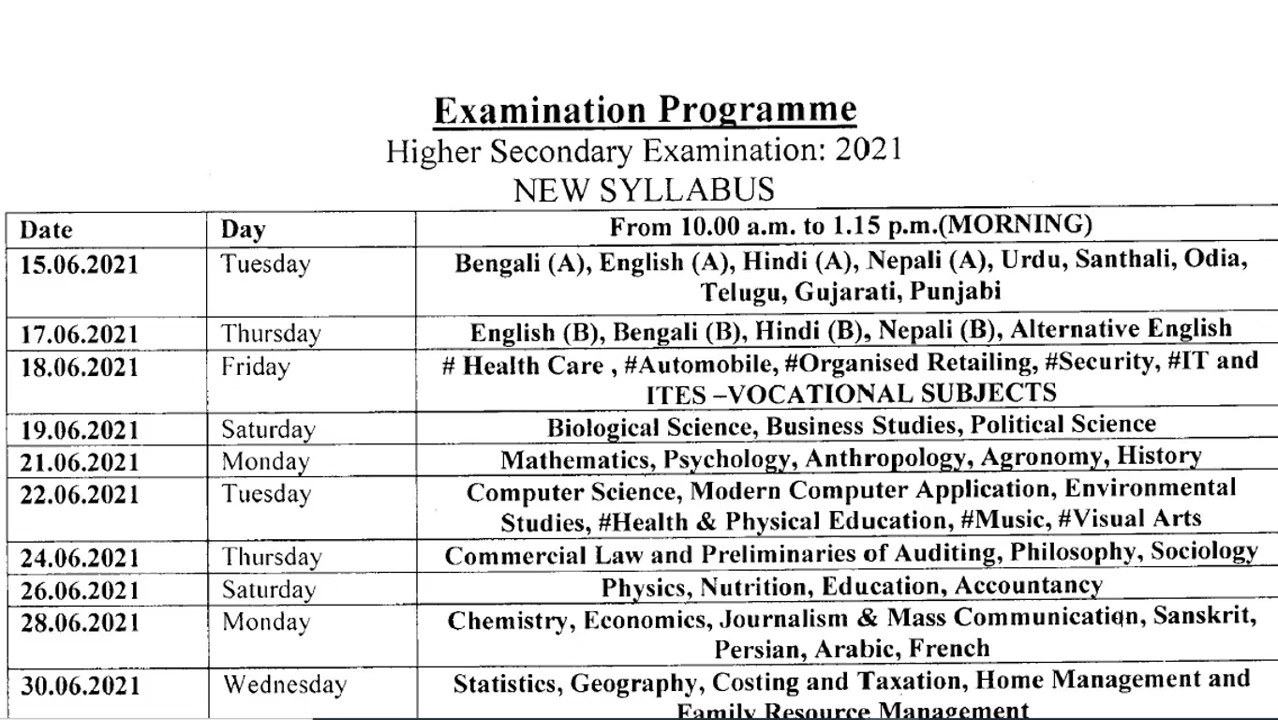 Examination Programme
Higher Secondary Examination: 2021
NEW SYLLABUS
Date Day From 10.00 a.m. to 1.15 p.m.(MORNING)
15.06.2021 Tuesday Bengali (A), English (A), Hindi (A), Nepali (A), Urdu, Santhali, Odia,
Telugu, Gujarati, Punjabi
17.06.2021 Thursday English (B), Bengali (B), Hindi (B), Nepali (B), Alternative English
18.06.2021 Friday # Health Care , #Automobile, #Organised Retailing, #Security, #IT and
ITES –VOCATIONAL SUBJECTS
19.06.2021 Saturday Biological Science, Business Studies, Political Science
21.06.2021 Monday Mathematics, Psychology, Anthropology, Agronomy, History
22.06.2021 Tuesday Computer Science, Modern Computer Application, Environmental
Studies, #Health & Physical Education, #Music, #Visual Arts
24.06.2021 Thursday Commercial Law and Preliminaries of Auditing, Philosophy, Sociology
26.06.2021 Saturday Physics, Nutrition, Education, Accountancy
28.06.2021 Monday Chemistry, Economics, Journalism & Mass Communication, Sanskrit,
Persian, Arabic, French
30.06.2021 Wednesday Statistics, Geography, Costing and Taxation, Home Management and
Family Resource Management